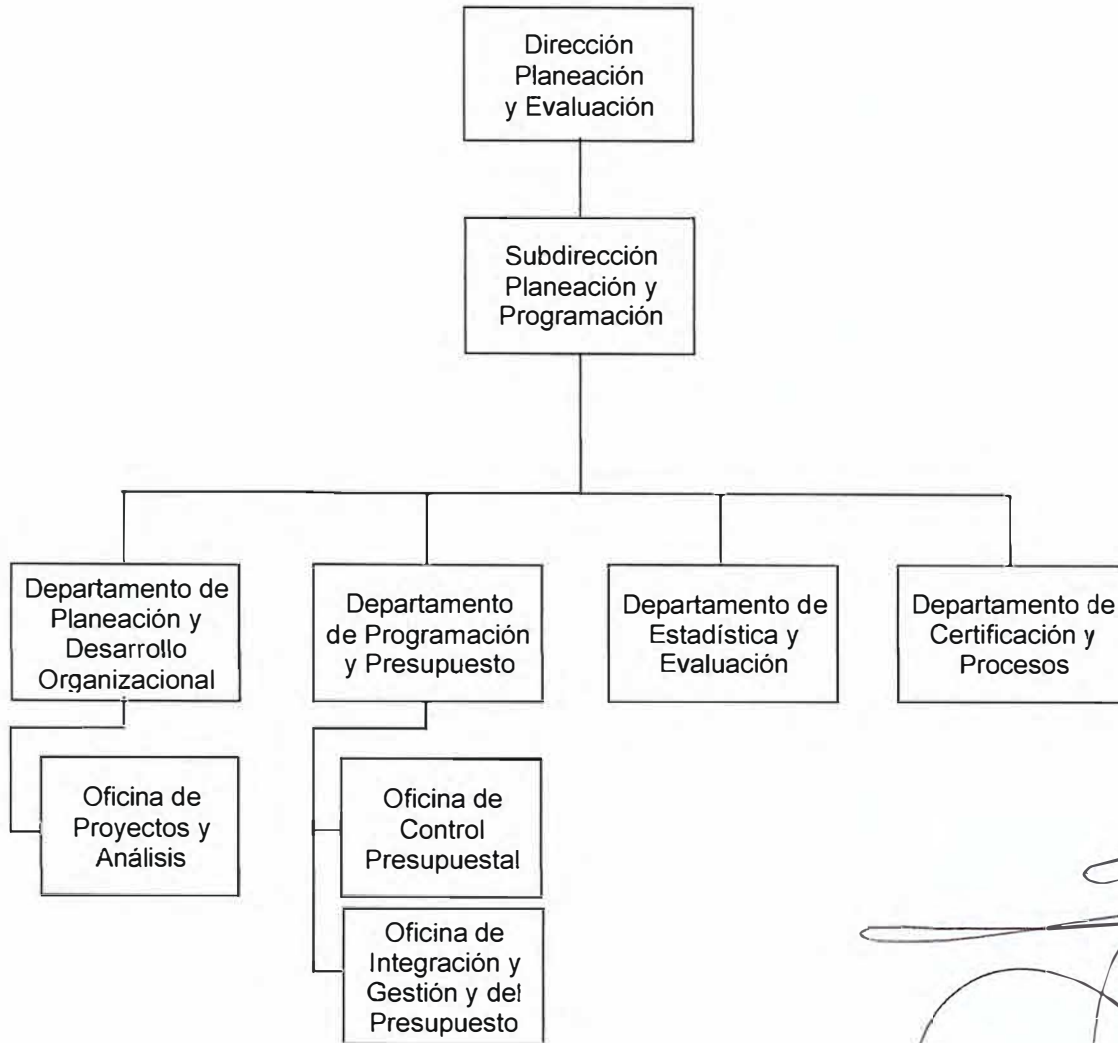 Dirección
Planeación
y Evaluación
Subdirección
Planeación y
Programación
Departamento de
Planeación y
Desarrollo
Organizacional
Departamento
de Programación
y Presupuesto
Departamento de
Estadística y
Evaluación
Departamento de
Certificación y
Procesos
Oficina de
Proyectos y
Análisis
Oficina de
Control
Presupuestal
Oficina de
Integración y
Gestión y del
Presupuesto